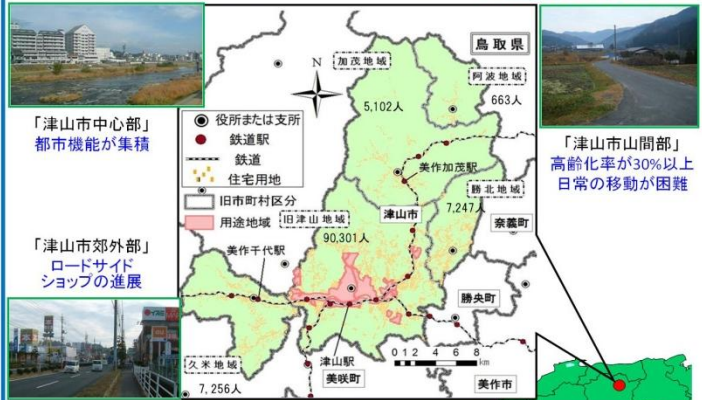 「津山市中心部」
都市機能が集積
「津山市郊外部」
ロードサイド
ショップの進展
N
役所または支所
鉄道駅
鉄道
住宅用地
旧市町村区分
用途地域
鳥取県
加茂地域
5,102人
阿波地域
663人
美作加茂駅
勝北地域
7,247人
津山市
奈義町
旧津山地域
90,301人
美作千代駅
勝央町
津山駅
美咲町
久米地域
7,256人
美作市
0 1 2 4 6 8
km
「津山市山間部」
高齢化率が30%以上
日常の移動が困難